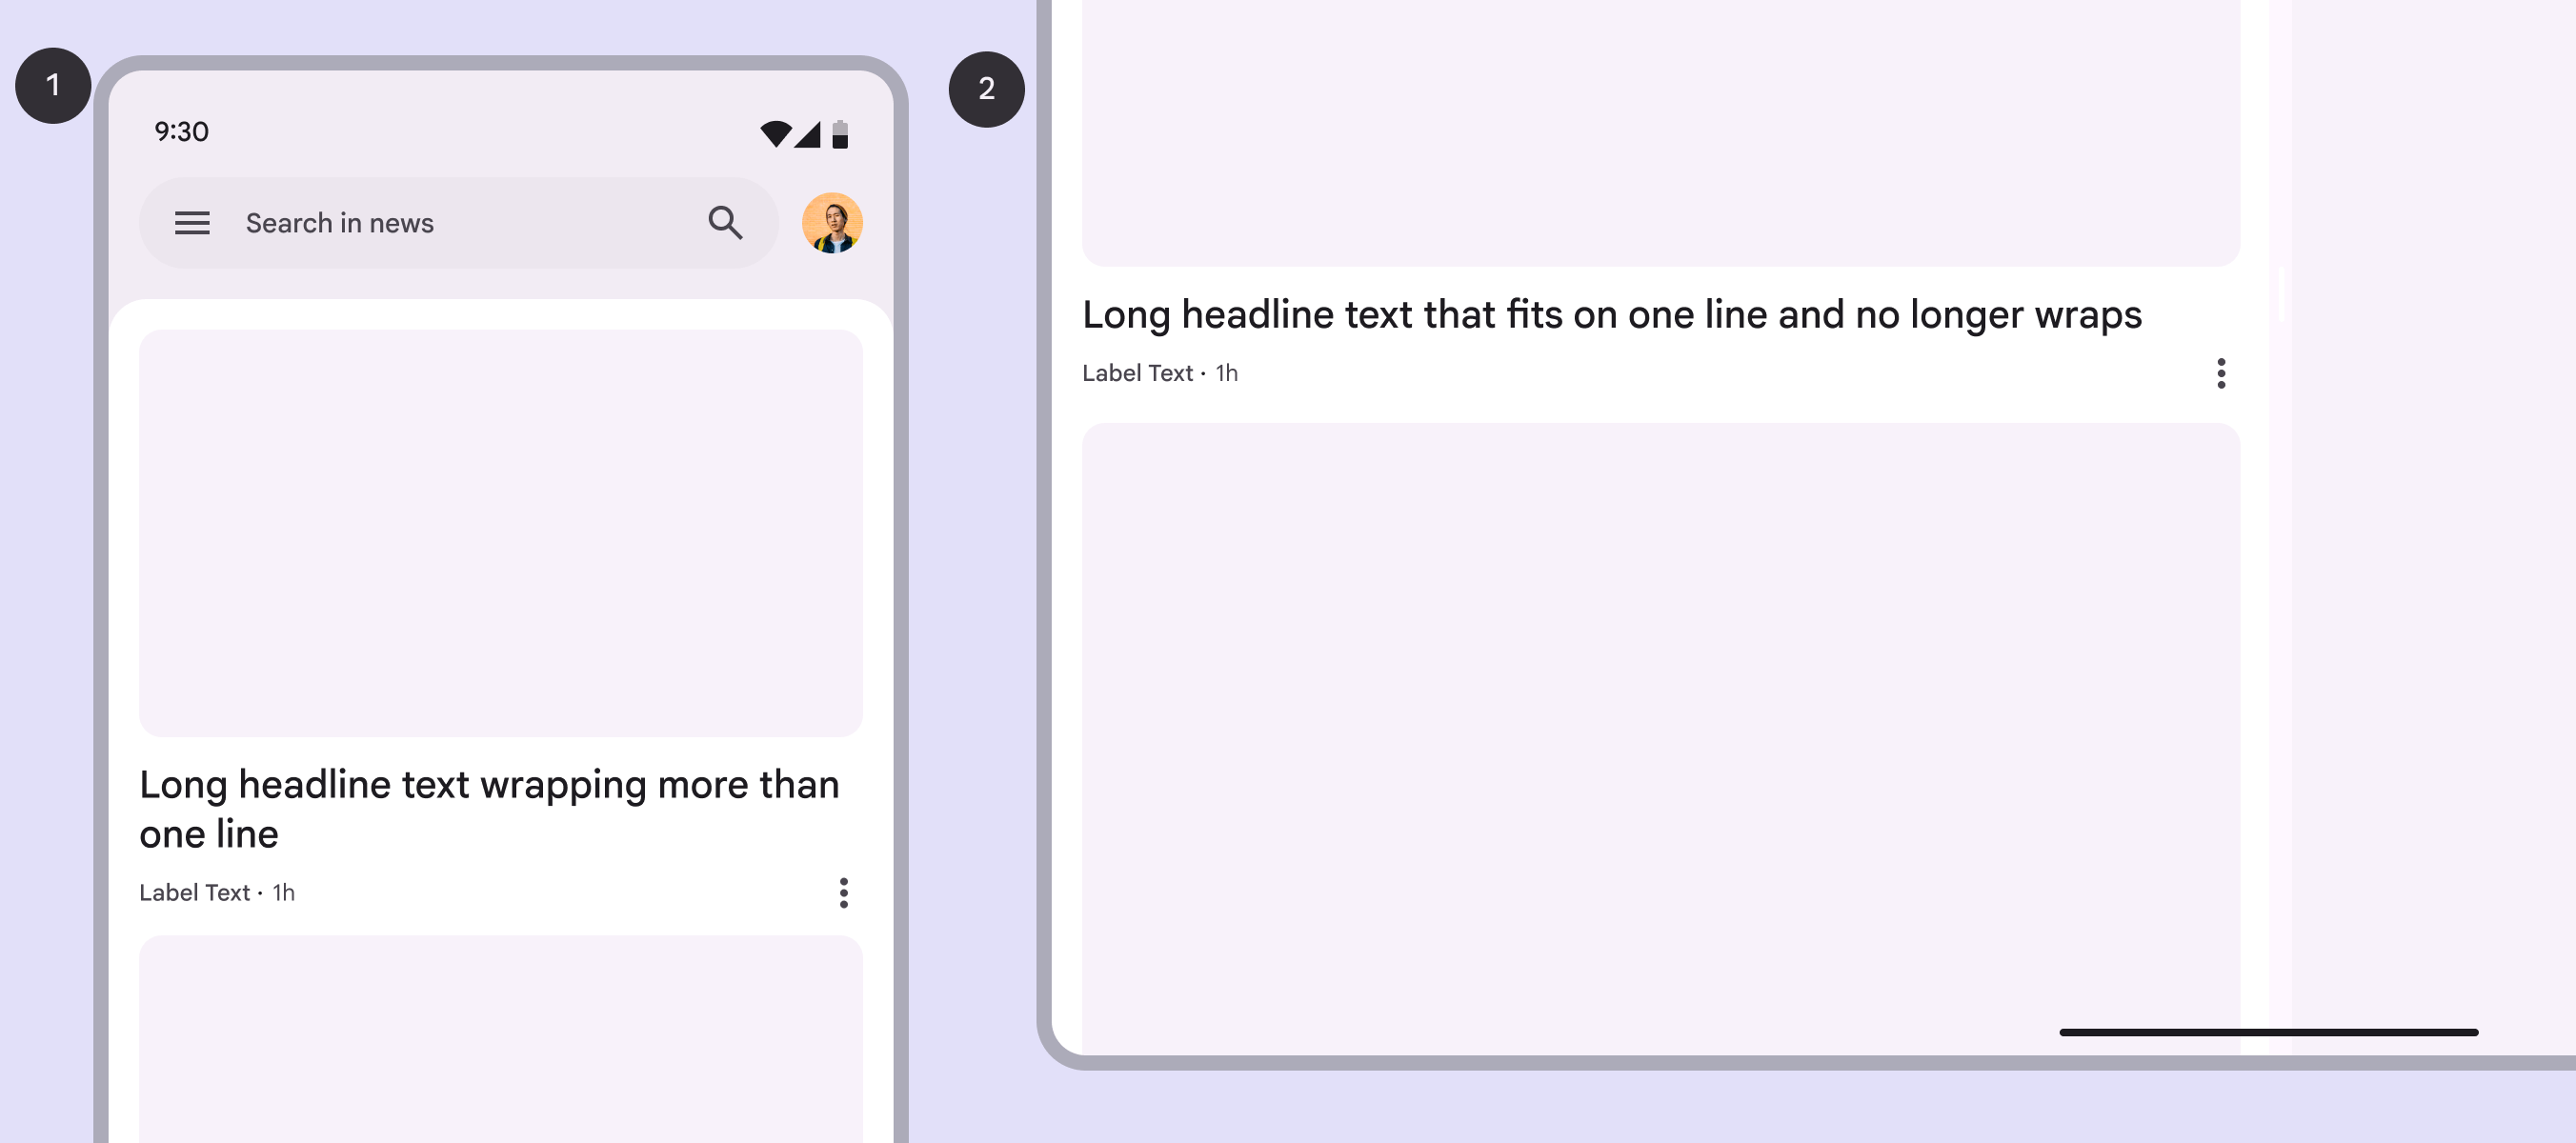 1
9:30
Search in news
Long headline text wrapping more than
one line
Label Text · 1h
2
Long headline text that fits on one line and no longer wraps
Label Text · 1h